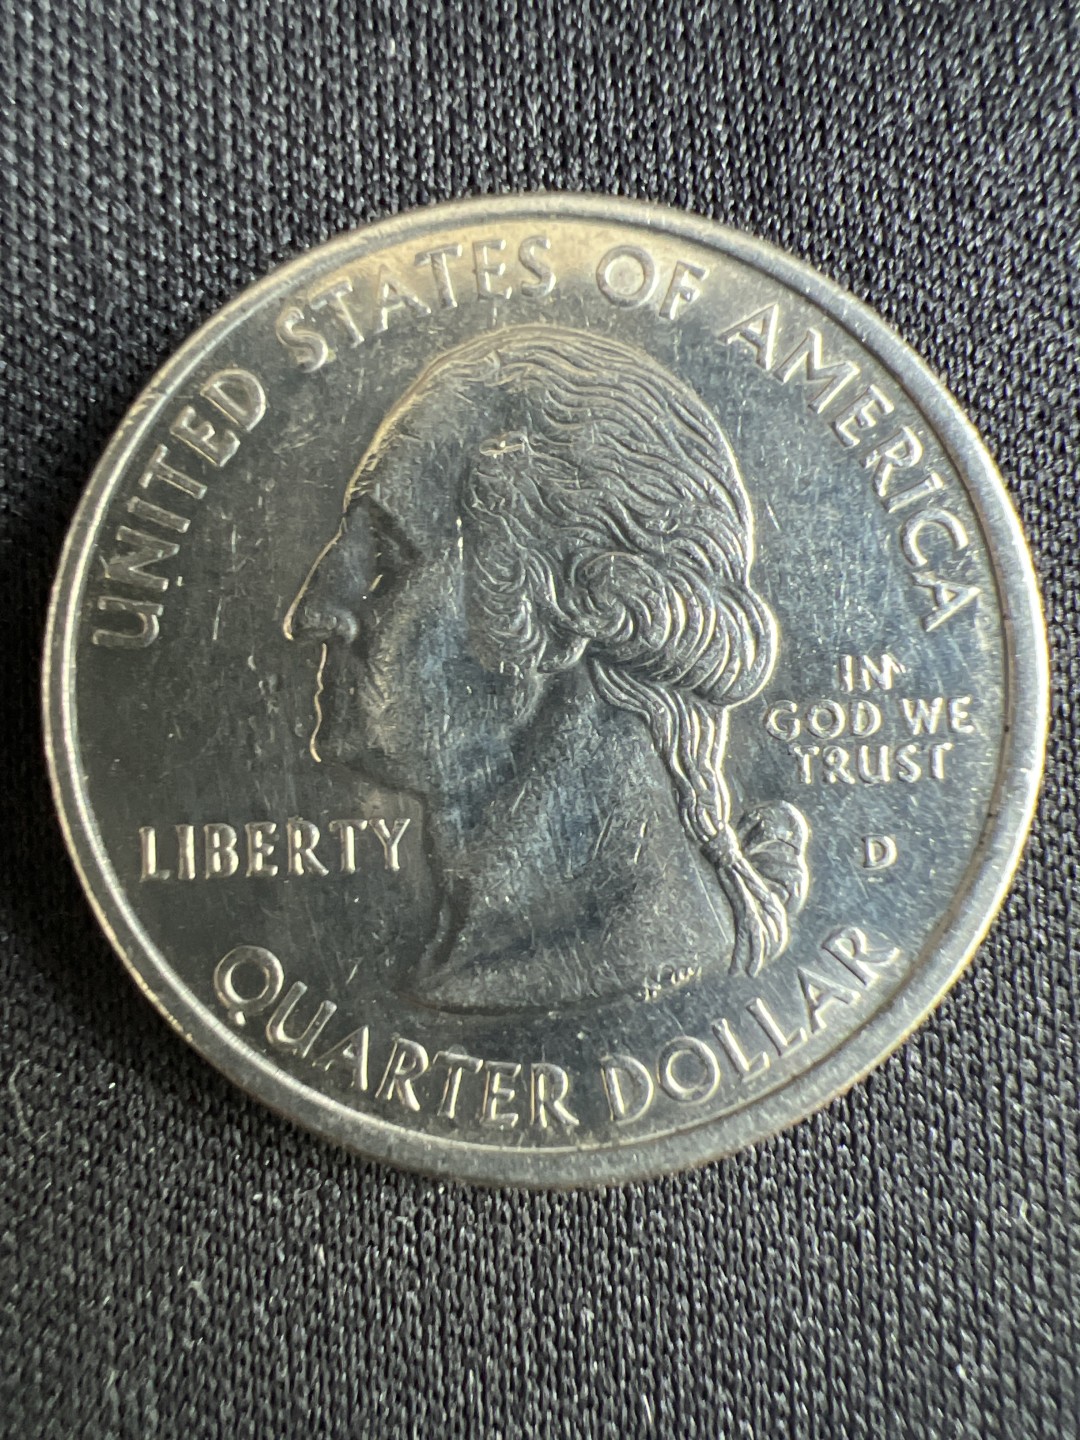 UNITED STATES OF AMERICA
LIBERTY
IN
GOD WE
TRUST
D
QUARTER DOLLAR